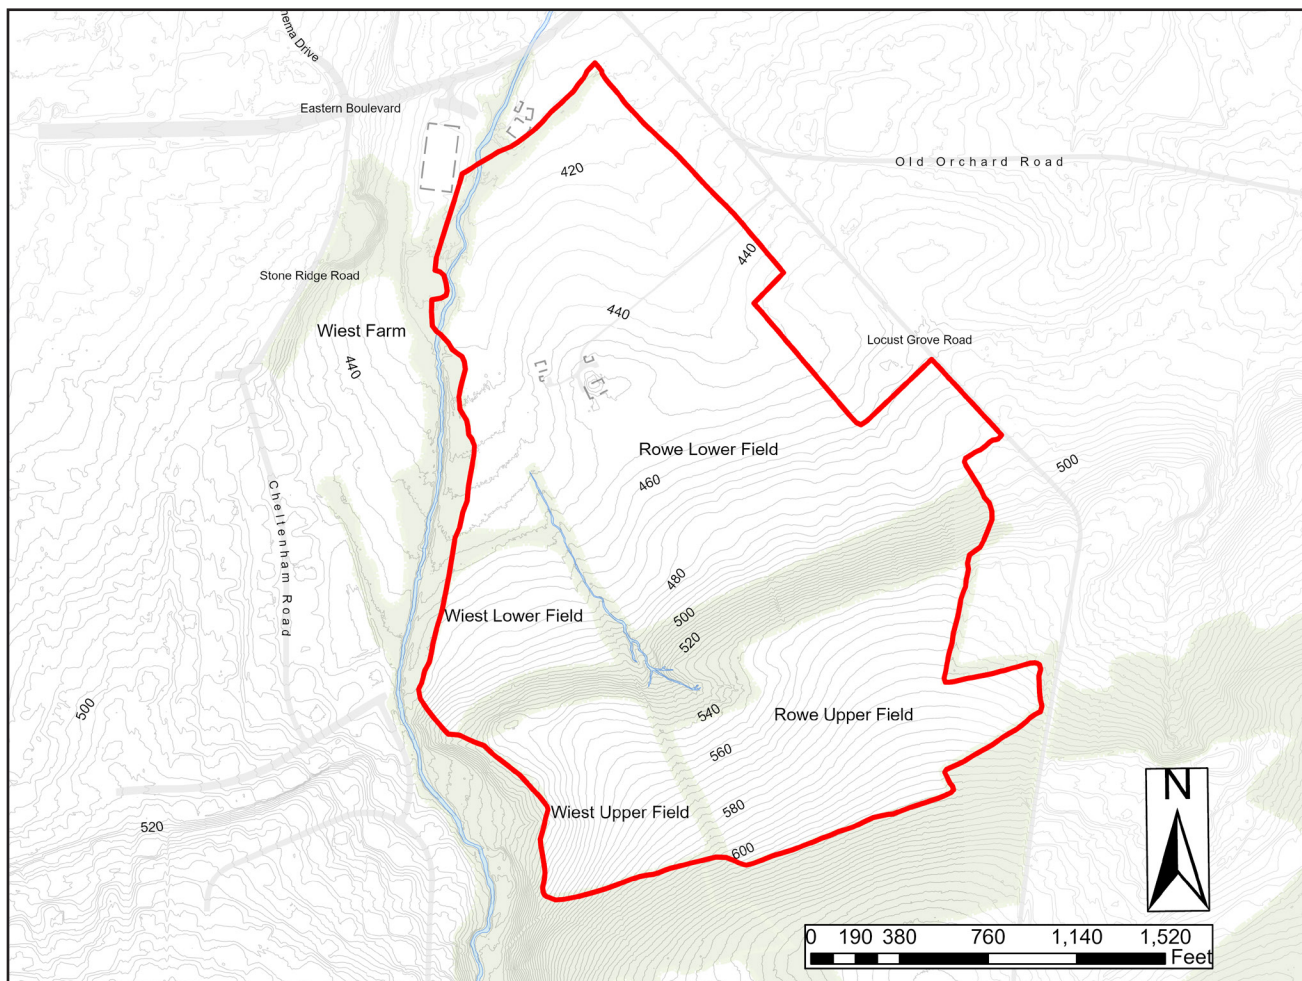 nema Drive
Eastern Boulevard
Old Orchard Road
420
440
Stone Ridge Road
440
Wiest Farm
Locust Grove Road
440
Rowe Lower Field
500
460
Cheltenham Road
480
Wiest Lower Field
500
520
500
540
Rowe Upper Field
560
Wiest Upper Field
580
520
600
N
0 190 380 760 1,140 1,520
Feet